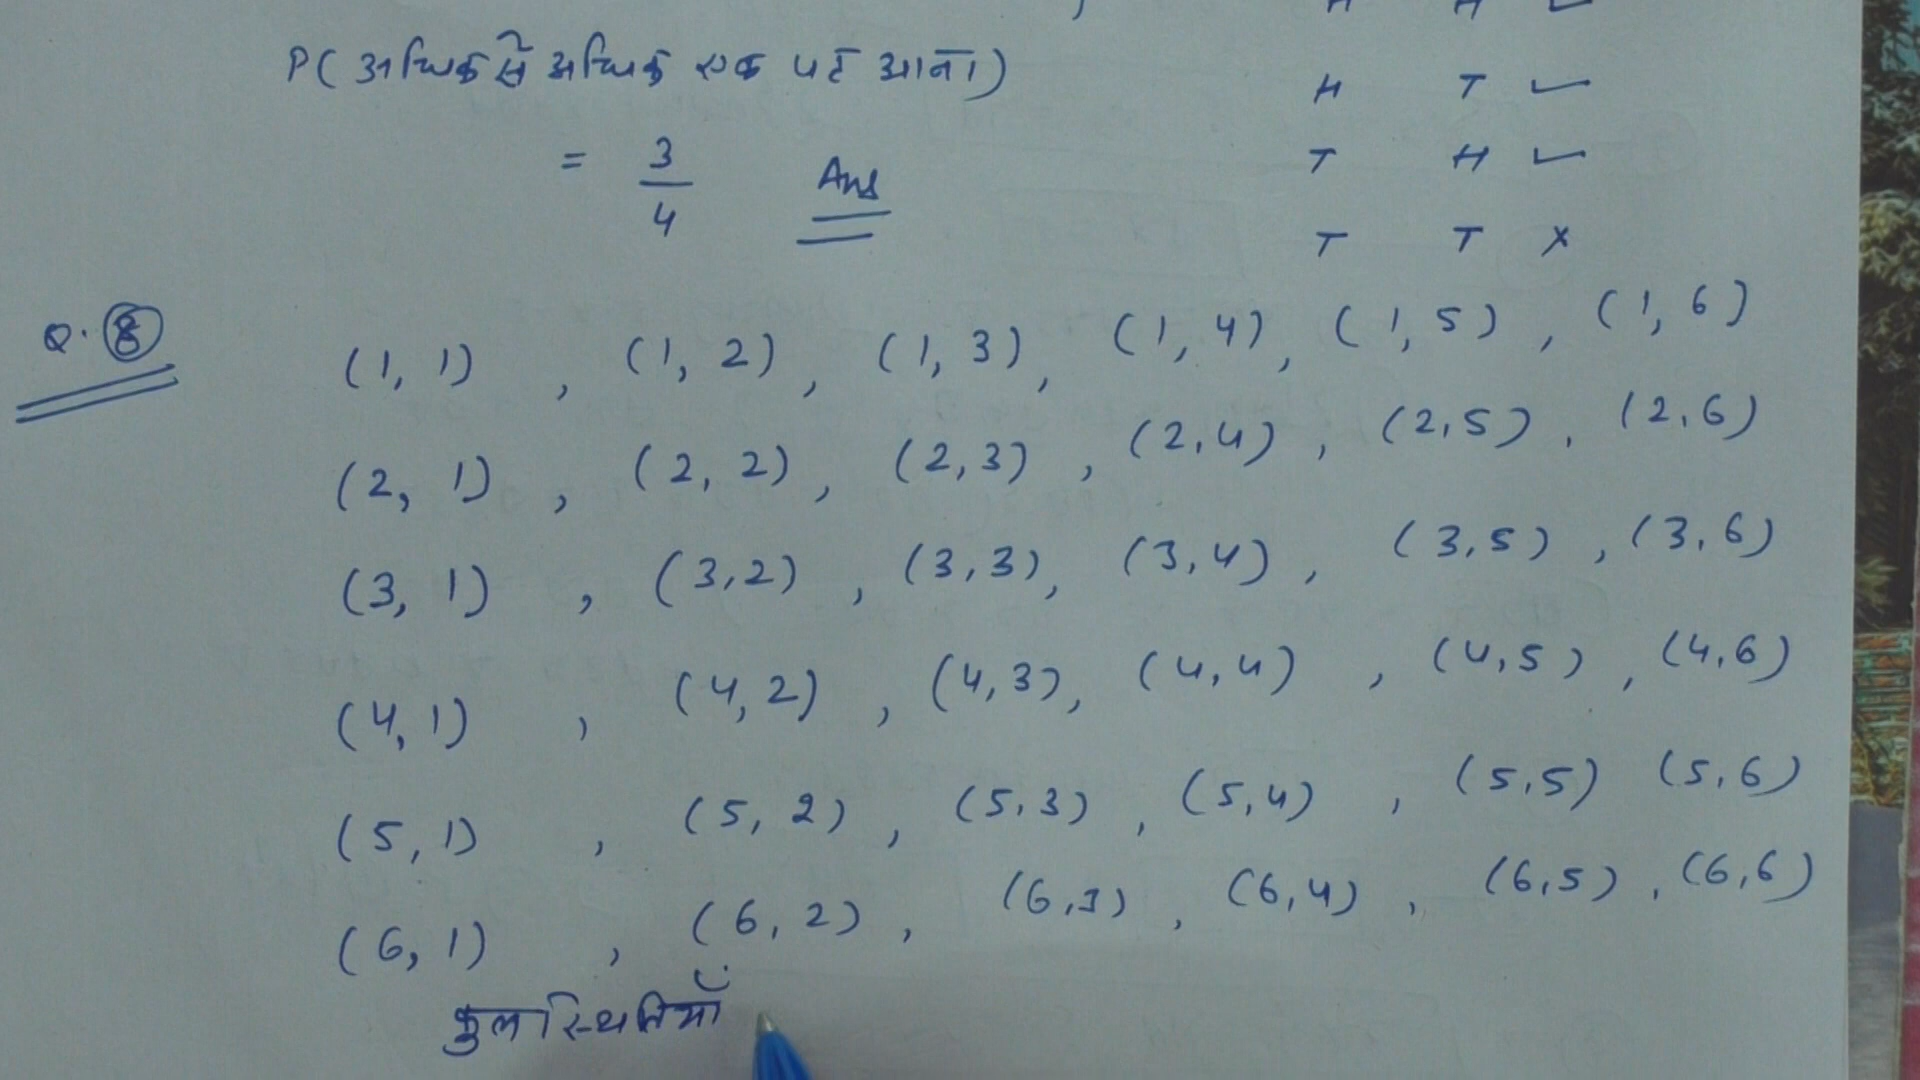 P( अधिक से अधिक एक पट आना )
= 3/4 Ans
H H ✓
H T ✓
T H ✓
T T ×
Q. 8
(1, 1) , (1, 2) , (1, 3) , (1, 4) , (1, 5) , (1, 6)
(2, 1) , (2, 2) , (2, 3) , (2, 4) , (2, 5) , (2, 6)
(3, 1) , (3, 2) , (3, 3) , (3, 4) , (3, 5) , (3, 6)
(4, 1) , (4, 2) , (4, 3) , (4, 4) , (4, 5) , (4, 6)
(5, 1) , (5, 2) , (5, 3) , (5, 4) , (5, 5) (5, 6)
(6, 1) , (6, 2) , (6, 3) , (6, 4) , (6, 5) , (6, 6)
कुल स्थितियाँ